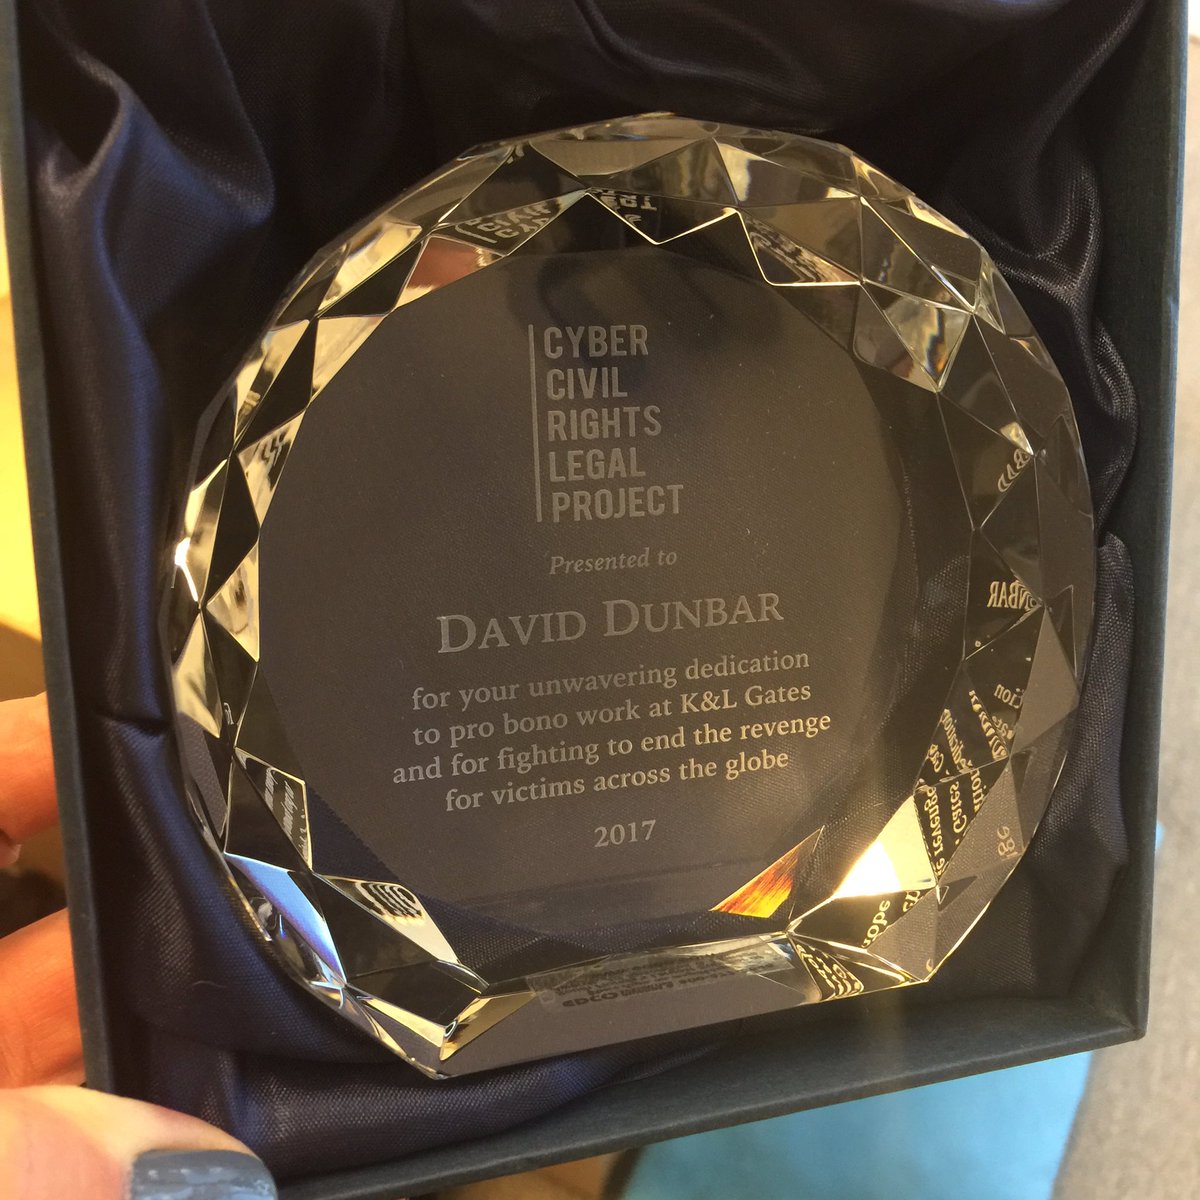 CYBER
CIVIL
RIGHTS
LEGAL
PROJECT
Presented to
DAVID DUNBAR
for your unwavering dedication
to pro bono work at K&L Gates
and for fighting to end the revenge
for victims across the globe
2017
EDCO